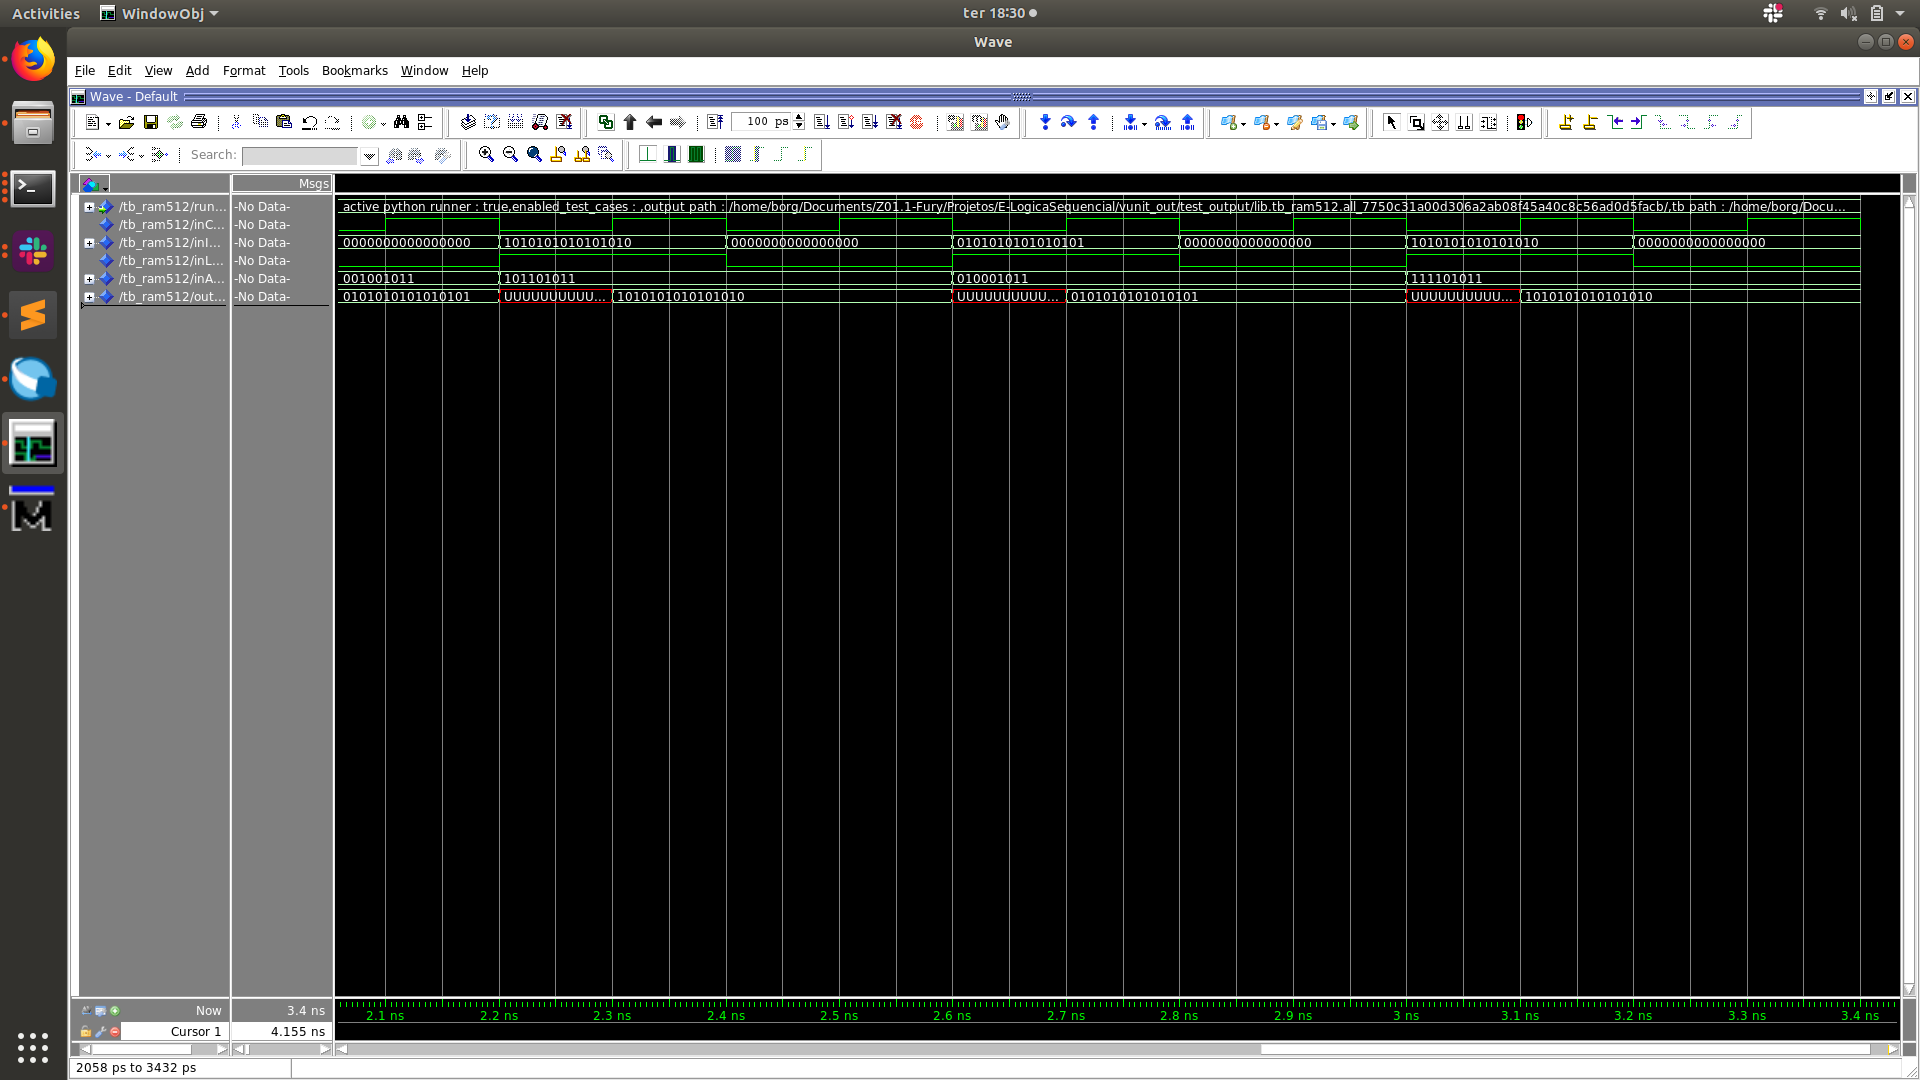 Activities WindowObj ter 18:30
Wave
File Edit View Add Format Tools Bookmarks Window Help
Wave - Default
100 ps
Search:
Msgs
/tb_ram512/run... -No Data- active python runner : true,enabled_test_cases : ,output path : /home/borg/Documents/Z01.1-Fury/Projetos/E-LogicaSequencial/vunit_out/test_output/lib.tb_ram512.all_7750c31a00d306a2ab08f45a40c8c56ad0d5facb/,tb path : /home/borg/Docu...
/tb_ram512/inC... -No Data-
/tb_ram512/inI... -No Data- 0000000000000000 1010101010101010 0000000000000000 0101010101010101 0000000000000000 1010101010101010 0000000000000000
/tb_ram512/inL... -No Data-
/tb_ram512/inA... -No Data- 001001011 101101011 010001011 111101011
/tb_ram512/out... -No Data- 0101010101010101 UUUUUUUUUU... 1010101010101010 UUUUUUUUUU... 0101010101010101 UUUUUUUUUU... 1010101010101010
Now 3.4 ns 2.1 ns 2.2 ns 2.3 ns 2.4 ns 2.5 ns 2.6 ns 2.7 ns 2.8 ns 2.9 ns 3 ns 3.1 ns 3.2 ns 3.3 ns 3.4 ns
Cursor 1 4.155 ns
2058 ps to 3432 ps